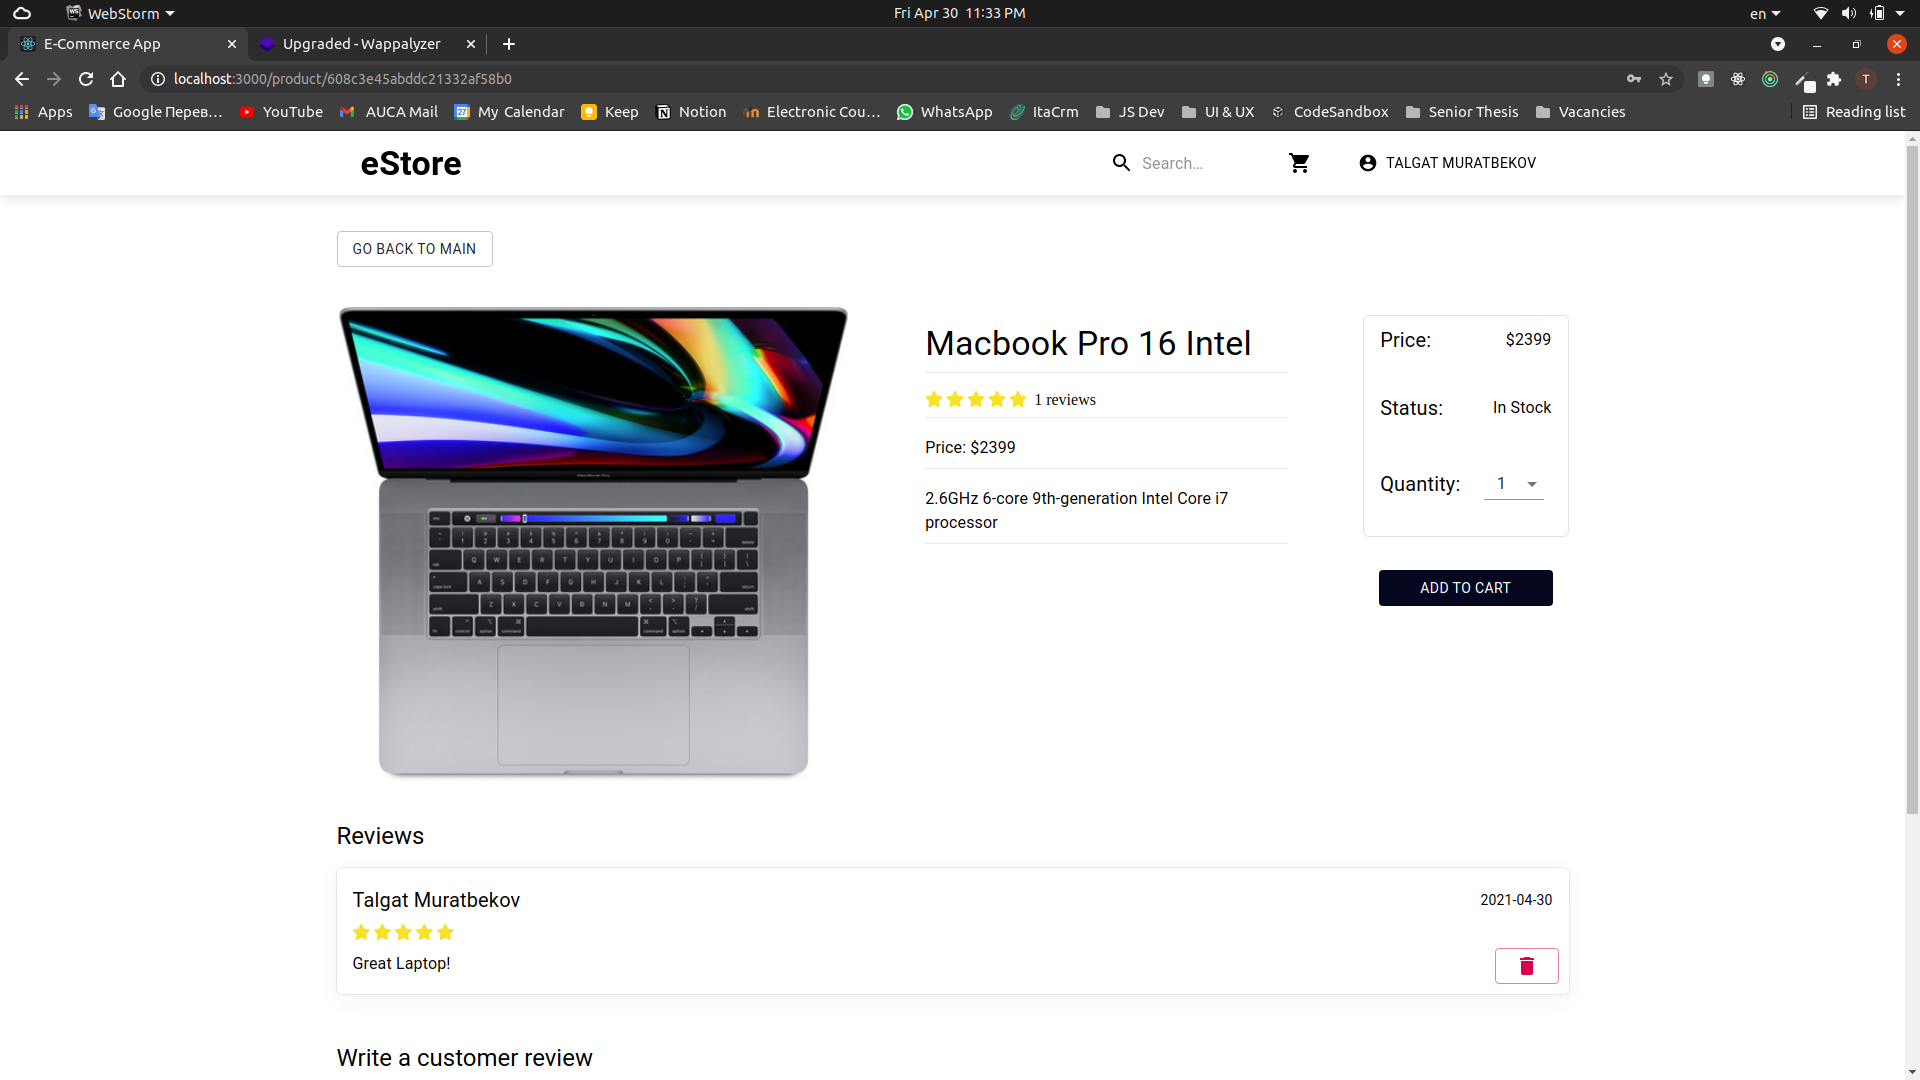 WebStorm
Fri Apr 30 11:33 PM
en
E-Commerce App
Upgraded - Wappalyzer
localhost:3000/product/608c3e45abddc21332af58b0
T
Apps
Google Перев...
YouTube
AUCA Mail
My Calendar
Keep
Notion
Electronic Cou...
WhatsApp
ItaCrm
JS Dev
UI & UX
CodeSandbox
Senior Thesis
Vacancies
Reading list
eStore
Search...
TALGAT MURATBEKOV
GO BACK TO MAIN
Macbook Pro 16 Intel
1 reviews
Price: $2399
2.6GHz 6-core 9th-generation Intel Core i7
processor
Price: $2399
Status: In Stock
Quantity: 1
ADD TO CART
Reviews
Talgat Muratbekov
2021-04-30
Great Laptop!
Write a customer review